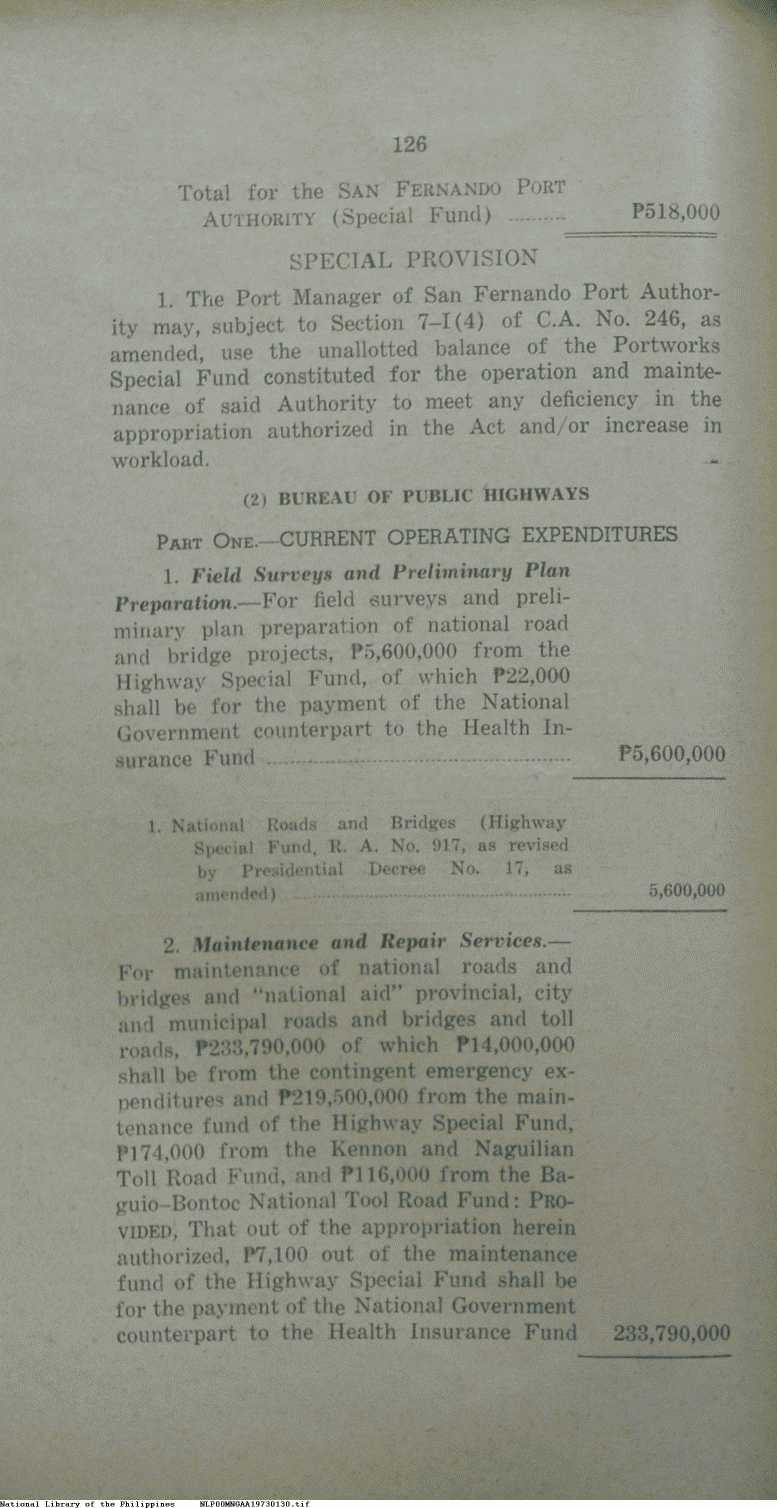 126
Total for the SAN FERNANDO PORT
AUTHORITY (Special Fund) .......... ₱518,000
SPECIAL PROVISION
1. The Port Manager of San Fernando Port Author-
ity may, subject to Section 7–I(4) of C.A. No. 246, as
amended, use the unallotted balance of the Portworks
Special Fund constituted for the operation and mainte-
nance of said Authority to meet any deficiency in the
appropriation authorized in the Act and/or increase in
workload.
(2) BUREAU OF PUBLIC HIGHWAYS
PART ONE.—CURRENT OPERATING EXPENDITURES
1. Field Surveys and Preliminary Plan
Preparation.—For field surveys and preli-
minary plan preparation of national road
and bridge projects, ₱5,600,000 from the
Highway Special Fund, of which ₱22,000
shall be for the payment of the National
Government counterpart to the Health In-
surance Fund .......... ₱5,600,000
1. National Roads and Bridges (Highway
Special Fund, R. A. No. 917, as revised
by Presidential Decree No. 17, as
amended) .......... 5,600,000
2. Maintenance and Repair Services.—
For maintenance of national roads and
bridges and “national aid” provincial, city
and municipal roads and bridges and toll
roads, ₱233,790,000 of which ₱14,000,000
shall be from the contingent emergency ex-
penditures and ₱219,500,000 from the main-
tenance fund of the Highway Special Fund,
₱174,000 from the Kennon and Naguilian
Toll Road Fund, and ₱116,000 from the Ba-
guio–Bontoc National Tool Road Fund: PRO-
VIDED, That out of the appropriation herein
authorized, ₱7,100 out of the maintenance
fund of the Highway Special Fund shall be
for the payment of the National Government
counterpart to the Health Insurance Fund 233,790,000
National Library of the Philippines NLP00MNGAA19730130.tif